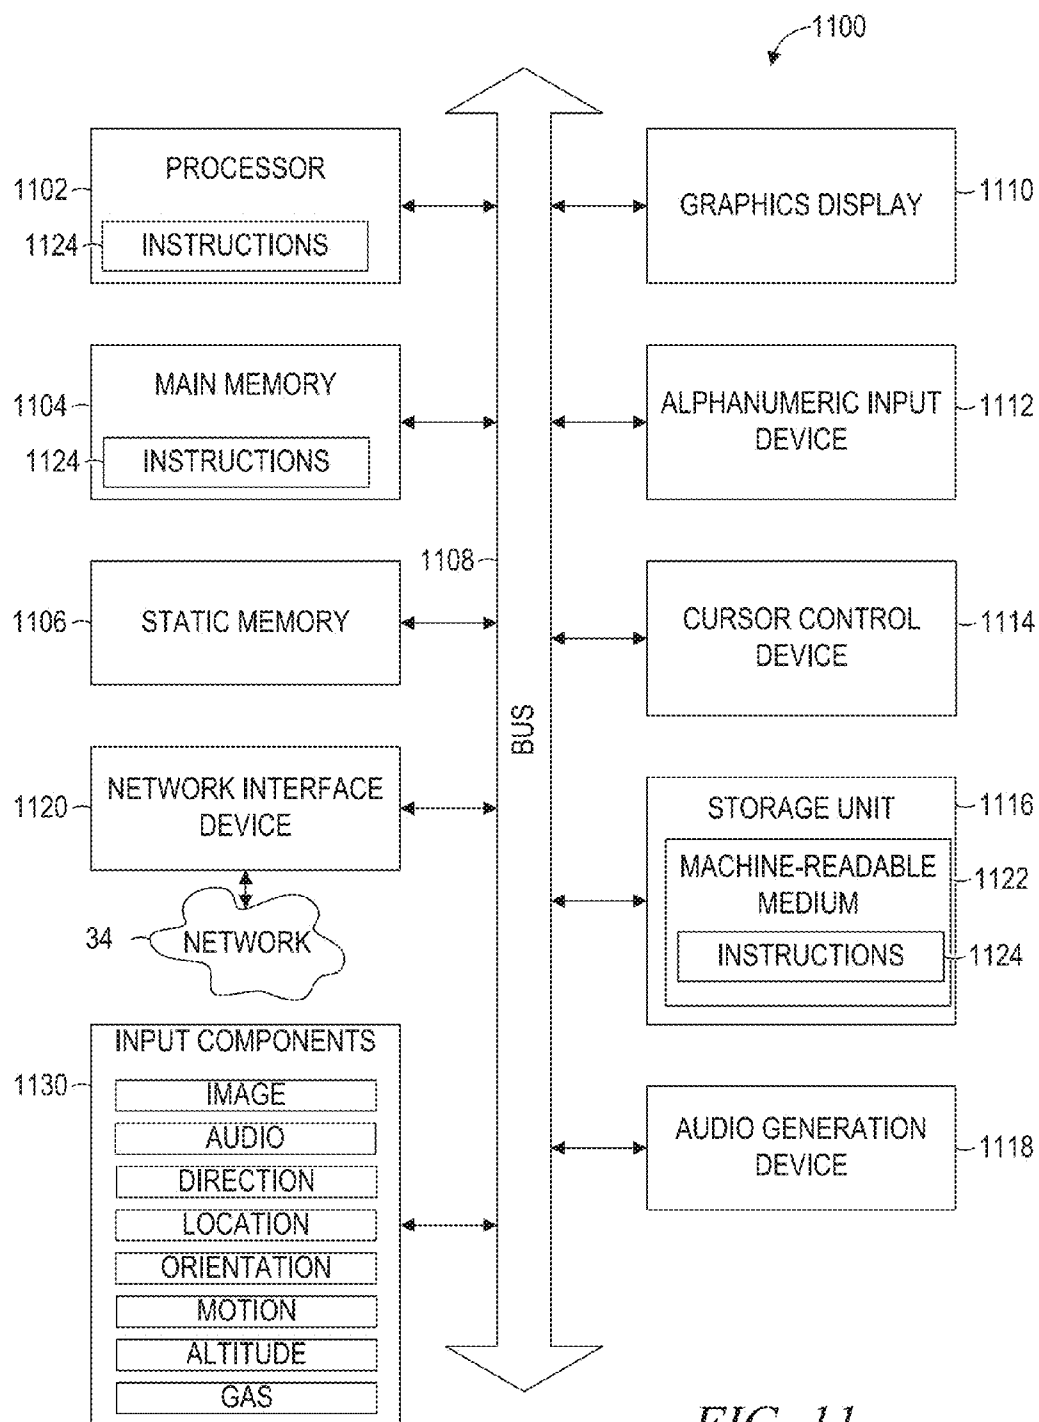 1100
PROCESSOR
1102
1124
INSTRUCTIONS
GRAPHICS DISPLAY
1110
MAIN MEMORY
1104
1124
INSTRUCTIONS
ALPHANUMERIC INPUT
DEVICE
1112
1108
STATIC MEMORY
1106
CURSOR CONTROL
DEVICE
1114
BUS
NETWORK INTERFACE
DEVICE
1120
NETWORK
34
STORAGE UNIT
1116
MACHINE-READABLE
MEDIUM
1122
INSTRUCTIONS
1124
INPUT COMPONENTS
1130
IMAGE
AUDIO
DIRECTION
LOCATION
ORIENTATION
MOTION
ALTITUDE
GAS
AUDIO GENERATION
DEVICE
1118
FIG. 11